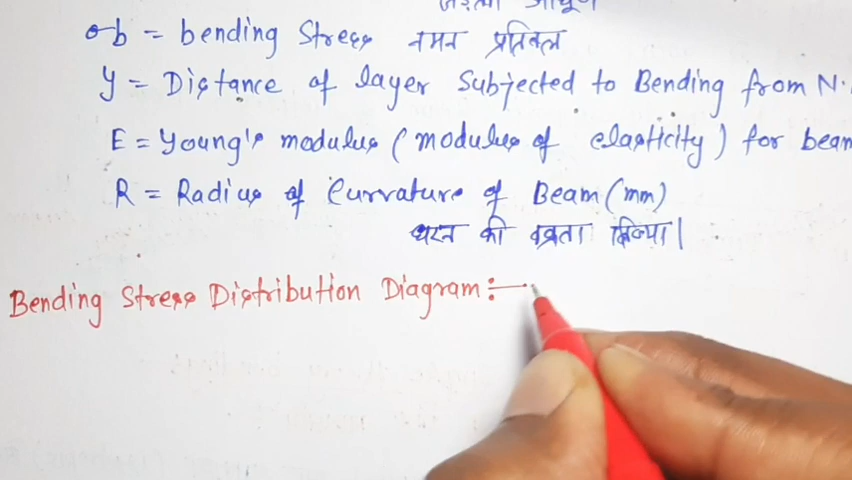 σb = bending Stress नमन प्रतिबल
Y = Distance of layer Subjected to Bending from N.
E = Young's modulus (modulus of elasticity) for beam
R = Radius of Curvature of Beam (mm)
धरन की वक्रता त्रिज्या।
Bending Stress Distribution Diagram:-